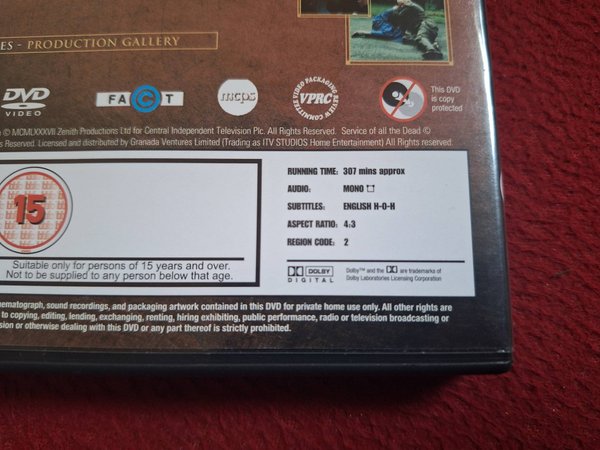 ES - PRODUCTION GALLERY
DVD
VIDEO
FACT
mcps
VIDEO PACKAGING REVIEW COMMITTEE
VPRC
This DVD
is copy
protected
© MCMLXXXVII Zenith Productions Ltd for Central Independent Television Plc. All Rights Reserved. Service of all the Dead ©
s Reserved. Licensed and distributed by Granada Ventures Limited (Trading as ITV STUDIOS Home Entertainment) All Rights reserved.
15
Suitable only for persons of 15 years and over.
Not to be supplied to any person below that age.
RUNNING TIME: 307 mins approx
AUDIO: MONO
SUBTITLES: ENGLISH H-O-H
ASPECT RATIO: 4:3
REGION CODE: 2
DOLBY
DIGITAL
Dolby™ and the are trademarks of
Dolby Laboratories Licensing Corporation
nematograph, sound recordings, and packaging artwork contained in this DVD for private home use only. All other rights are
to copying, editing, lending, exchanging, renting, hiring exhibiting, public performance, radio or television broadcasting or
sion or otherwise dealing with this DVD or any part thereof is strictly prohibited.